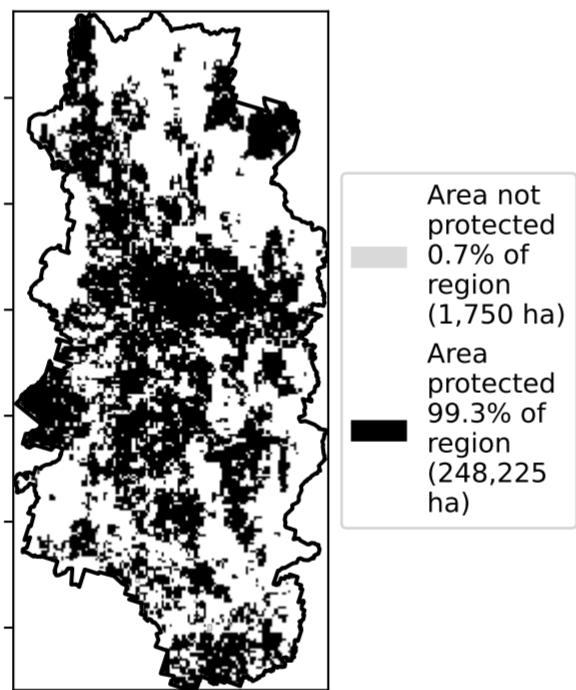 Area not
protected
0.7% of
region
(1,750 ha)
Area
protected
99.3% of
region
(248,225
ha)